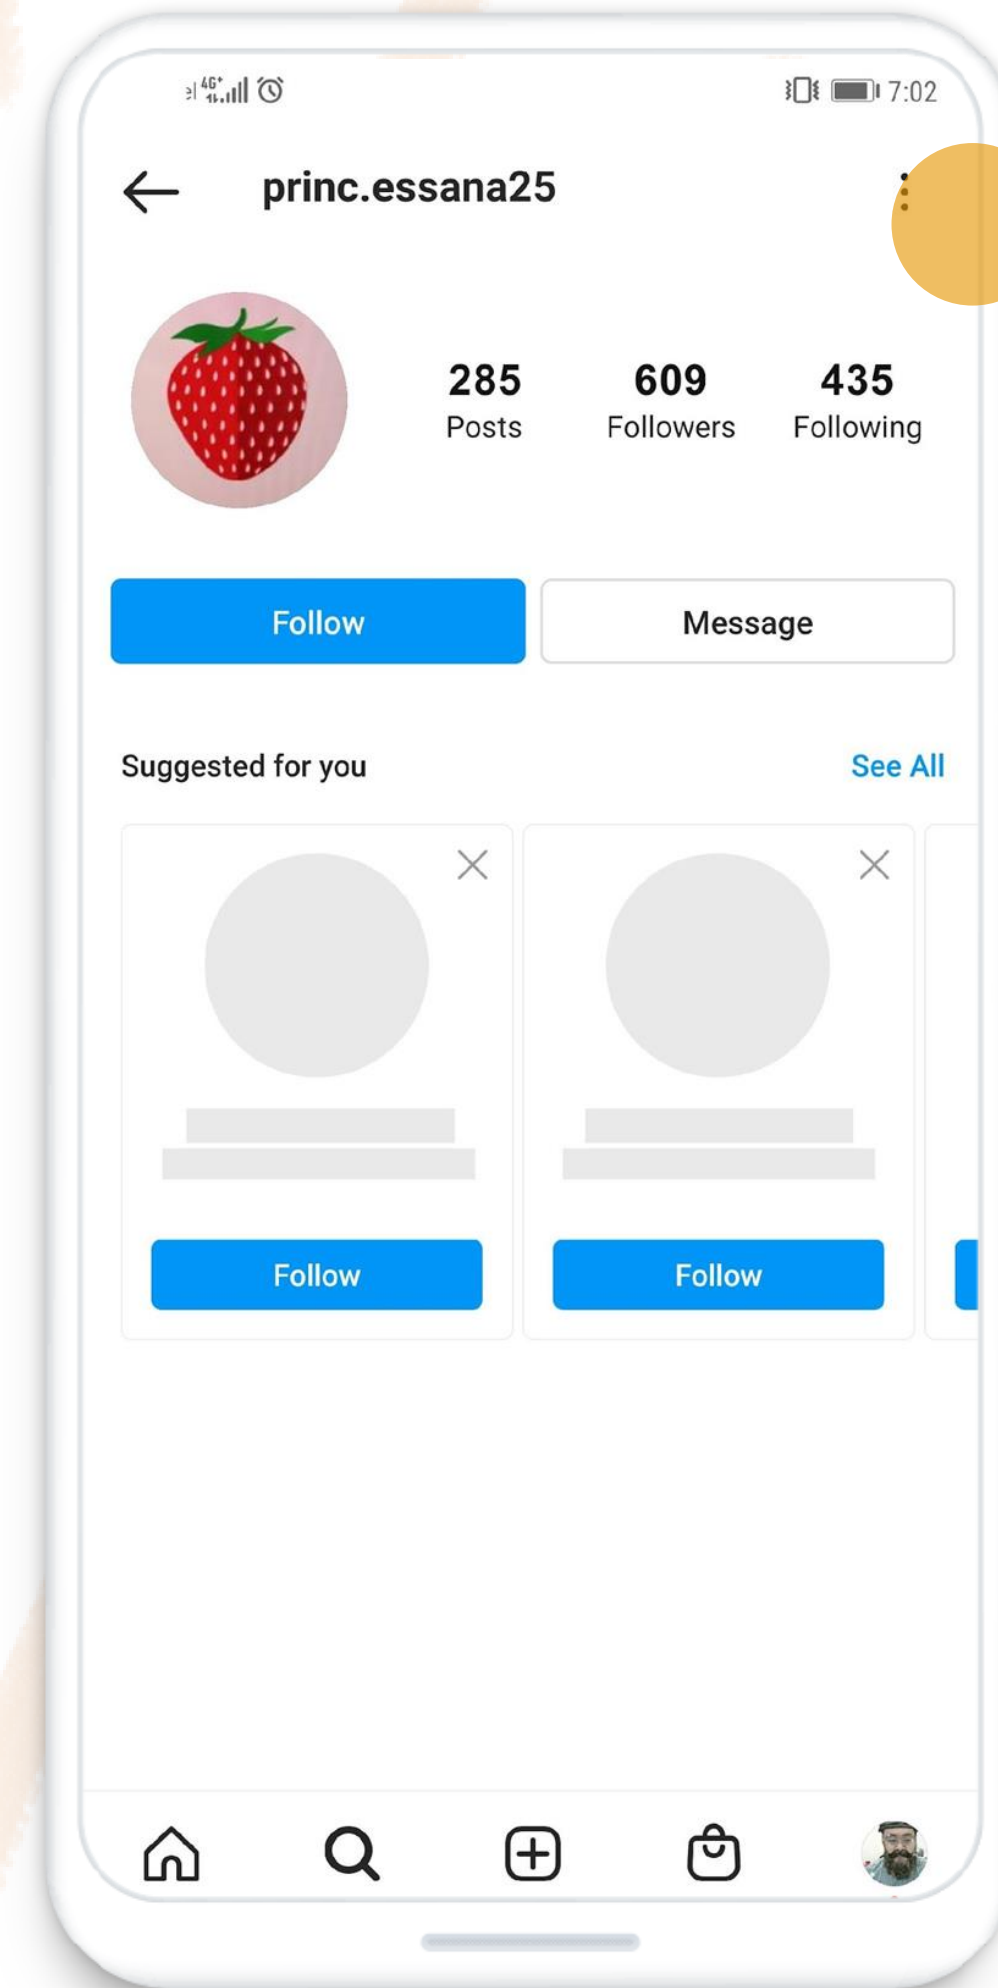 4G+ 7:02
princ.essana25
285 609 435
Posts Followers Following
Follow Message
Suggested for you See All
Follow Follow